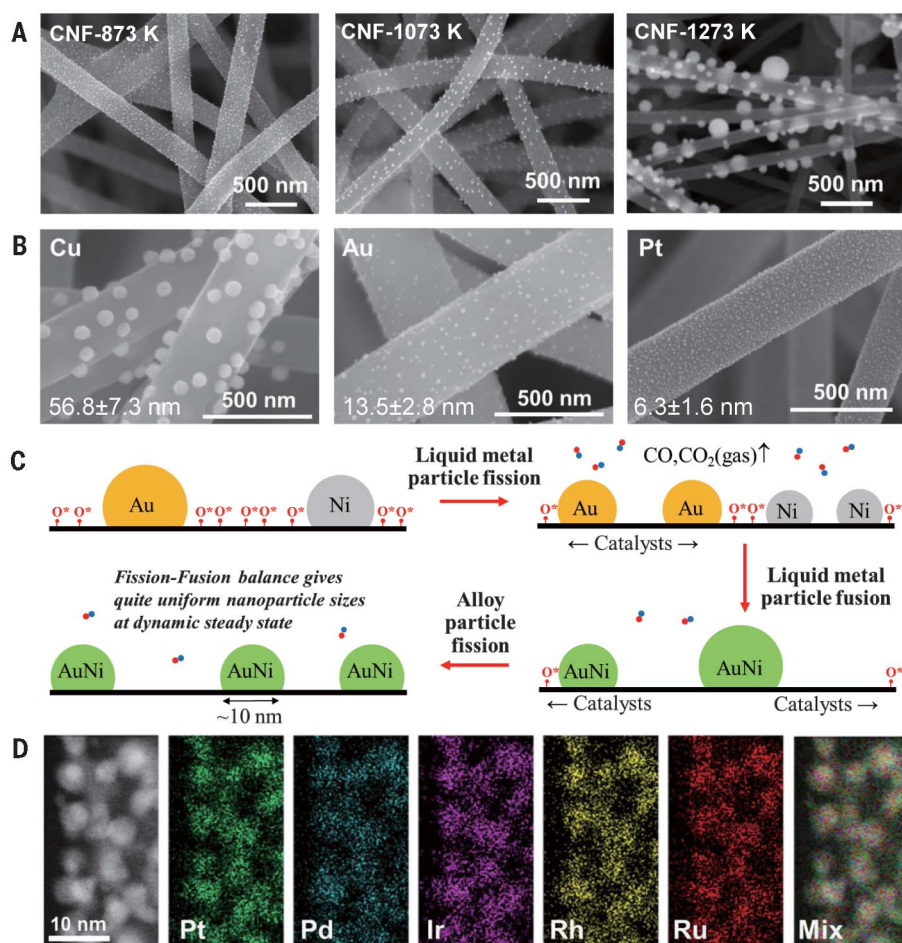 A
CNF-873 K
CNF-1073 K
CNF-1273 K
500 nm
500 nm
500 nm
B
Cu
Au
Pt
56.8±7.3 nm
500 nm
13.5±2.8 nm
500 nm
6.3±1.6 nm
500 nm
C
O* O* Au O*O* O*O* O* Ni O*O*
Liquid metal
particle fission
CO,CO₂(gas)↑
O* Au Au O*O* Ni Ni O*
← Catalysts →
Liquid metal
particle fusion
O* AuNi AuNi O*
← Catalysts Catalysts →
Alloy
particle
fission
Fission-Fusion balance gives
quite uniform nanoparticle sizes
at dynamic steady state
AuNi AuNi AuNi
~10 nm
D
10 nm
Pt
Pd
Ir
Rh
Ru
Mix